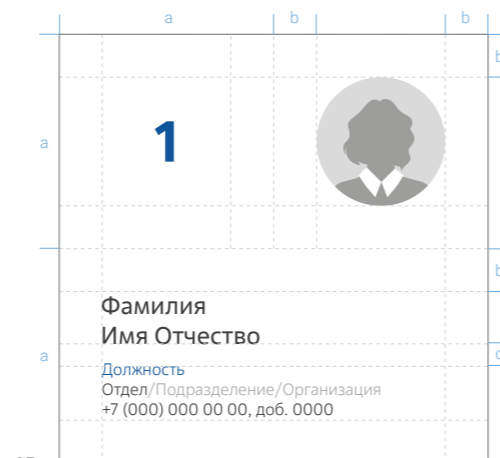 a b b
b
a
1
b
Фамилия
Имя Отчество
a
Должность
Отдел/Подразделение/Организация
+7 (000) 000 00 00, доб. 0000